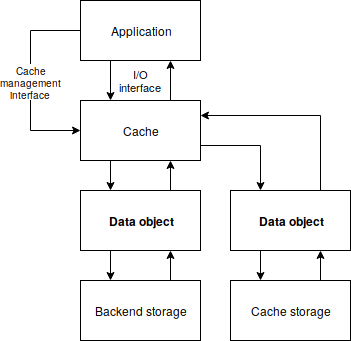 Application
Cache
management
Interface
I/O
interface
Cache
Data object
Data object
Backend storage
Cache storage